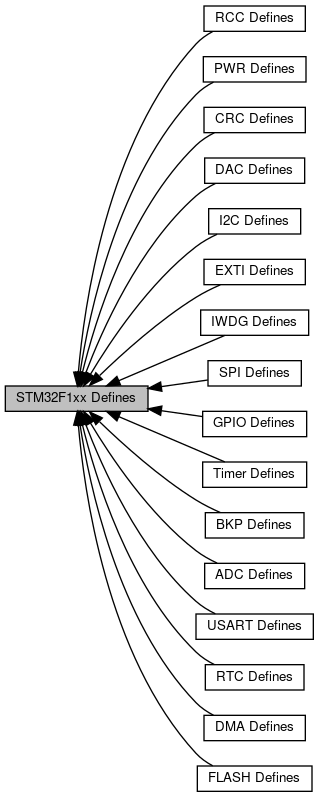 RCC Defines
PWR Defines
CRC Defines
DAC Defines
I2C Defines
EXTI Defines
IWDG Defines
SPI Defines
STM32F1xx Defines
GPIO Defines
Timer Defines
BKP Defines
ADC Defines
USART Defines
RTC Defines
DMA Defines
FLASH Defines